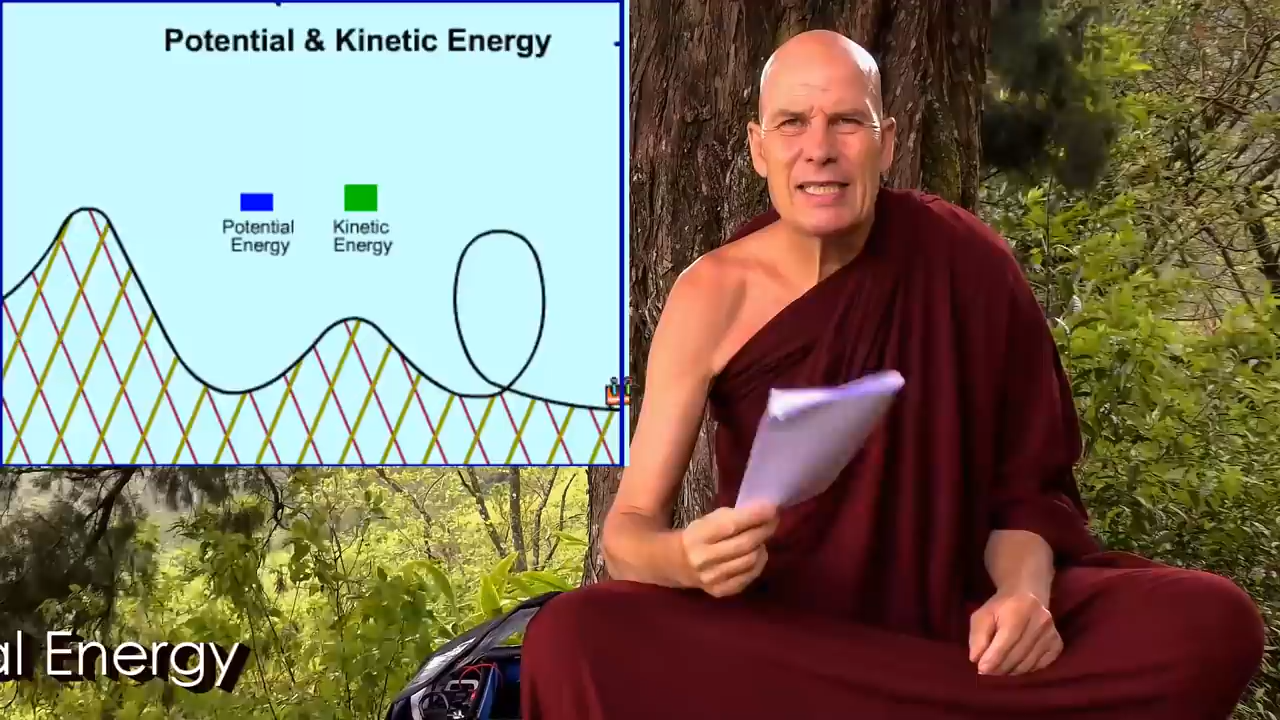 Potential & Kinetic Energy
Potential
Energy
Kinetic
Energy
al Energy